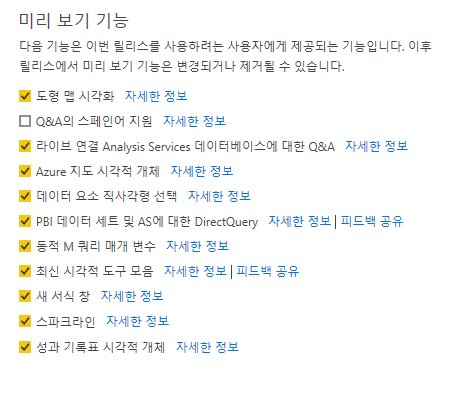 미리 보기 기능
다음 기능은 이번 릴리스를 사용하려는 사용자에게 제공되는 기능입니다. 이후
릴리스에서 미리 보기 기능은 변경되거나 제거될 수 있습니다.
도형 맵 시각화 자세한 정보
Q&A의 스페인어 지원 자세한 정보
라이브 연결 Analysis Services 데이터베이스에 대한 Q&A 자세한 정보
Azure 지도 시각적 개체 자세한 정보
데이터 요소 직사각형 선택 자세한 정보
PBI 데이터 세트 및 AS에 대한 DirectQuery 자세한 정보 | 피드백 공유
동적 M 쿼리 매개 변수 자세한 정보
최신 시각적 도구 모음 자세한 정보 | 피드백 공유
새 서식 창 자세한 정보
스파크라인 자세한 정보
성과 기록표 시각적 개체 자세한 정보